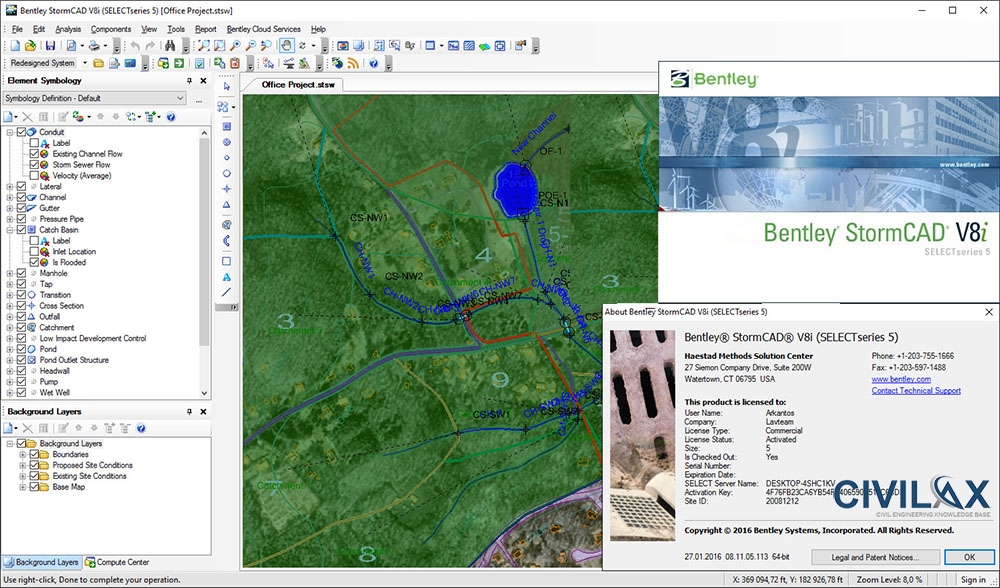 Bentley StormCAD V8i (SELECTseries 5) [Office Project.stsw]
File Edit Analysis Components View Tools Report Bentley Cloud Services Help
Redesigned System
Element Symbology
Symbology Definition - Default
Conduit
Label
Existing Channel Flow
Storm Sewer Flow
Velocity (Average)
Lateral
Channel
Gutter
Pressure Pipe
Catch Basin
Label
Inlet Location
Is Flooded
Manhole
Tap
Transition
Cross Section
Outfall
Catchment
Low Impact Development Control
Pond
Pond Outlet Structure
Headwall
Pump
Wet Well
Background Layers
Background Layers
Boundaries
Proposed Site Conditions
Existing Site Conditions
Base Map
Background Layers Compute Center
Use right-click, Done to complete your operation.
Office Project.stsw
New Channel
OF-1
Pond
POE-1
CS-N1
CS-NW1
CH-NW1
CS-NW2
CH-NW2
CH-NW7
CS-SW1
3
4
5
3
9
8
Catchment
Bentley
www.bentley.com
Bentley® StormCAD® V8i
SELECTseries 5
About Bentley StormCAD V8i (SELECTseries 5)
Bentley® StormCAD® V8i (SELECTseries 5)
Haestad Methods Solution Center
27 Siemon Company Drive, Suite 200W
Watertown, CT 06795 USA
Phone: +1-203-755-1666
Fax: +1-203-597-1488
www.bentley.com
Contact Technical Support
This product is licensed to:
User Name: Arkantos
Company: Lavteam
License Type: Commercial
License Status: Activated
Size: 5
Is Checked Out: Yes
Serial Number:
Expiration Date:
SELECT Server Name: DESKTOP-4SHC1KV
Activation Key:
Site ID: 20081212
CIVILAX
CIVIL ENGINEERING KNOWLEDGE BASE
Copyright © 2016 Bentley Systems, Incorporated. All Rights Reserved.
27.01.2016 08.11.05.113 64-bit
Legal and Patent Notices...
OK
X: 369 094,72 ft, Y: 182 926,78 ft Zoom Level: 8,0 % Sign in